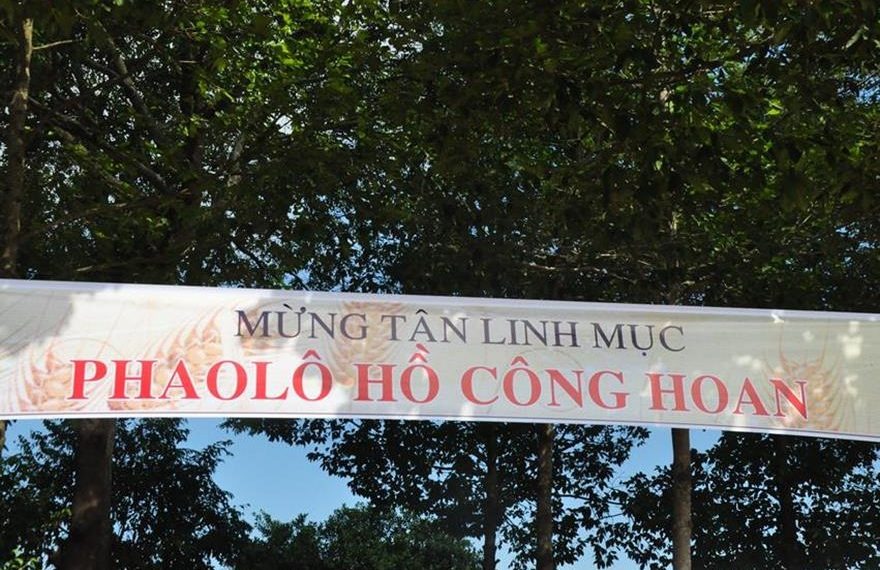 MỪNG TÂN LINH MỤC
PHAOLÔ HỒ CÔNG HOAN